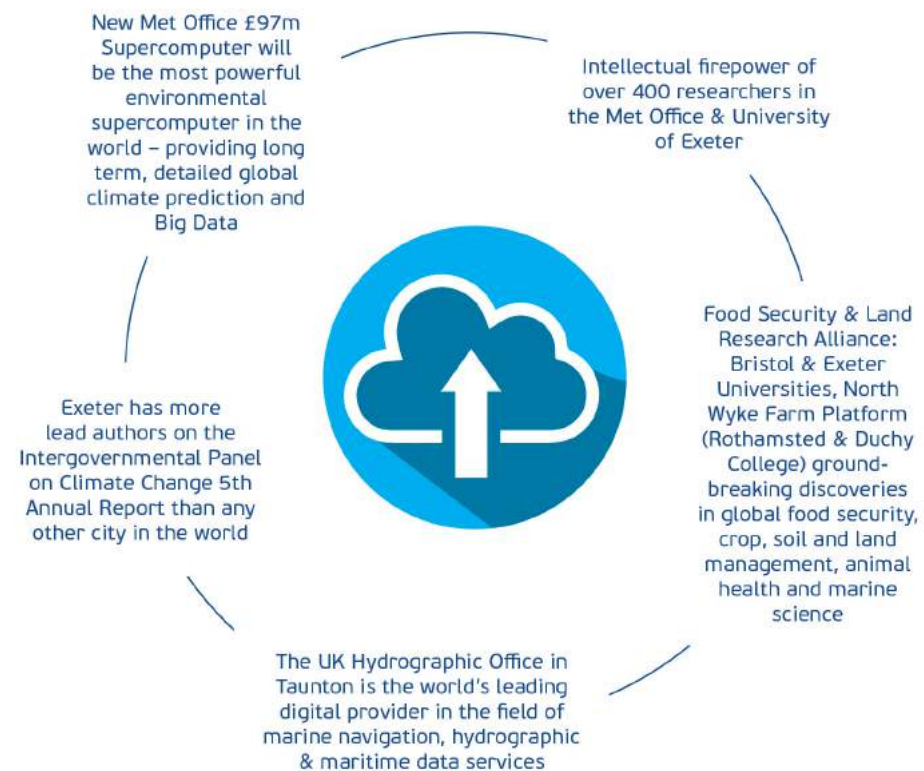 New Met Office £97m
Supercomputer will
be the most powerful
environmental
supercomputer in the
world – providing long
term, detailed global
climate prediction and
Big Data
Intellectual firepower of
over 400 researchers in
the Met Office & University
of Exeter
Food Security & Land
Research Alliance:
Bristol & Exeter
Universities, North
Wyke Farm Platform
(Rothamsted & Duchy
College) ground-
breaking discoveries
in global food security,
crop, soil and land
management, animal
health and marine
science
The UK Hydrographic Office in
Taunton is the world's leading
digital provider in the field of
marine navigation, hydrographic
& maritime data services
Exeter has more
lead authors on the
Intergovernmental Panel
on Climate Change 5th
Annual Report than any
other city in the world